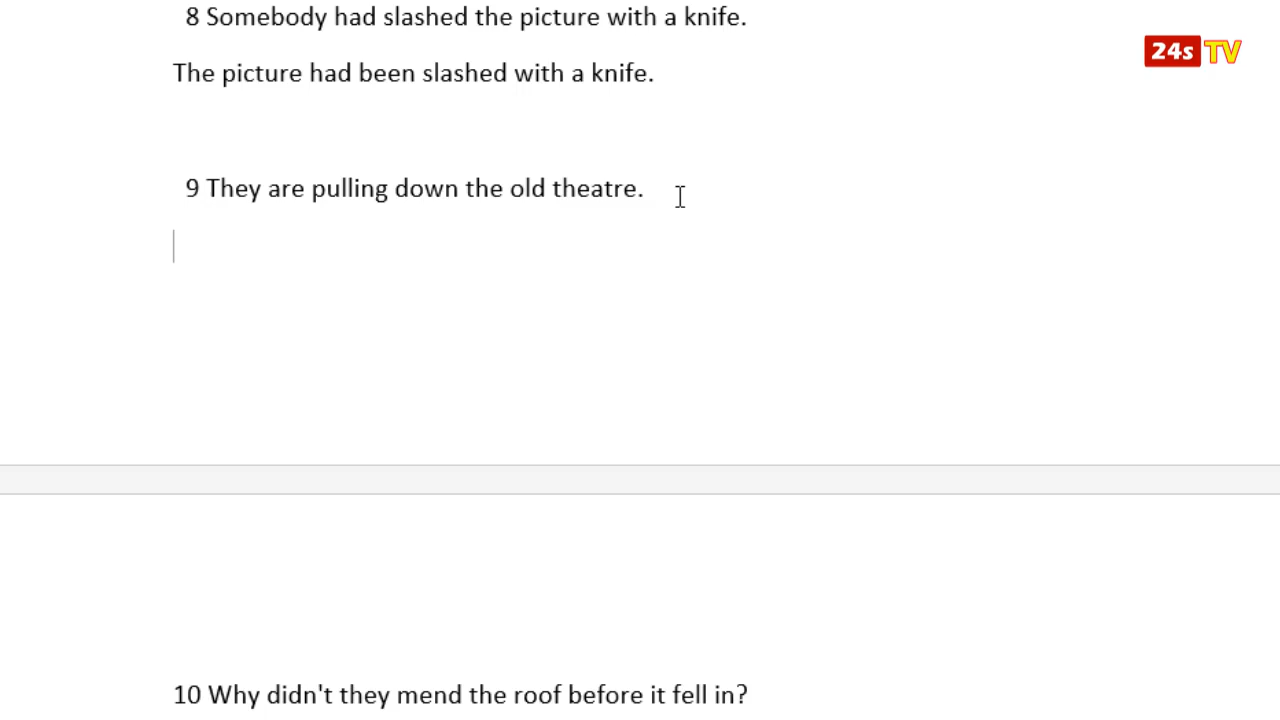 8 Somebody had slashed the picture with a knife.
24s TV
The picture had been slashed with a knife.
9 They are pulling down the old theatre.
10 Why didn't they mend the roof before it fell in?